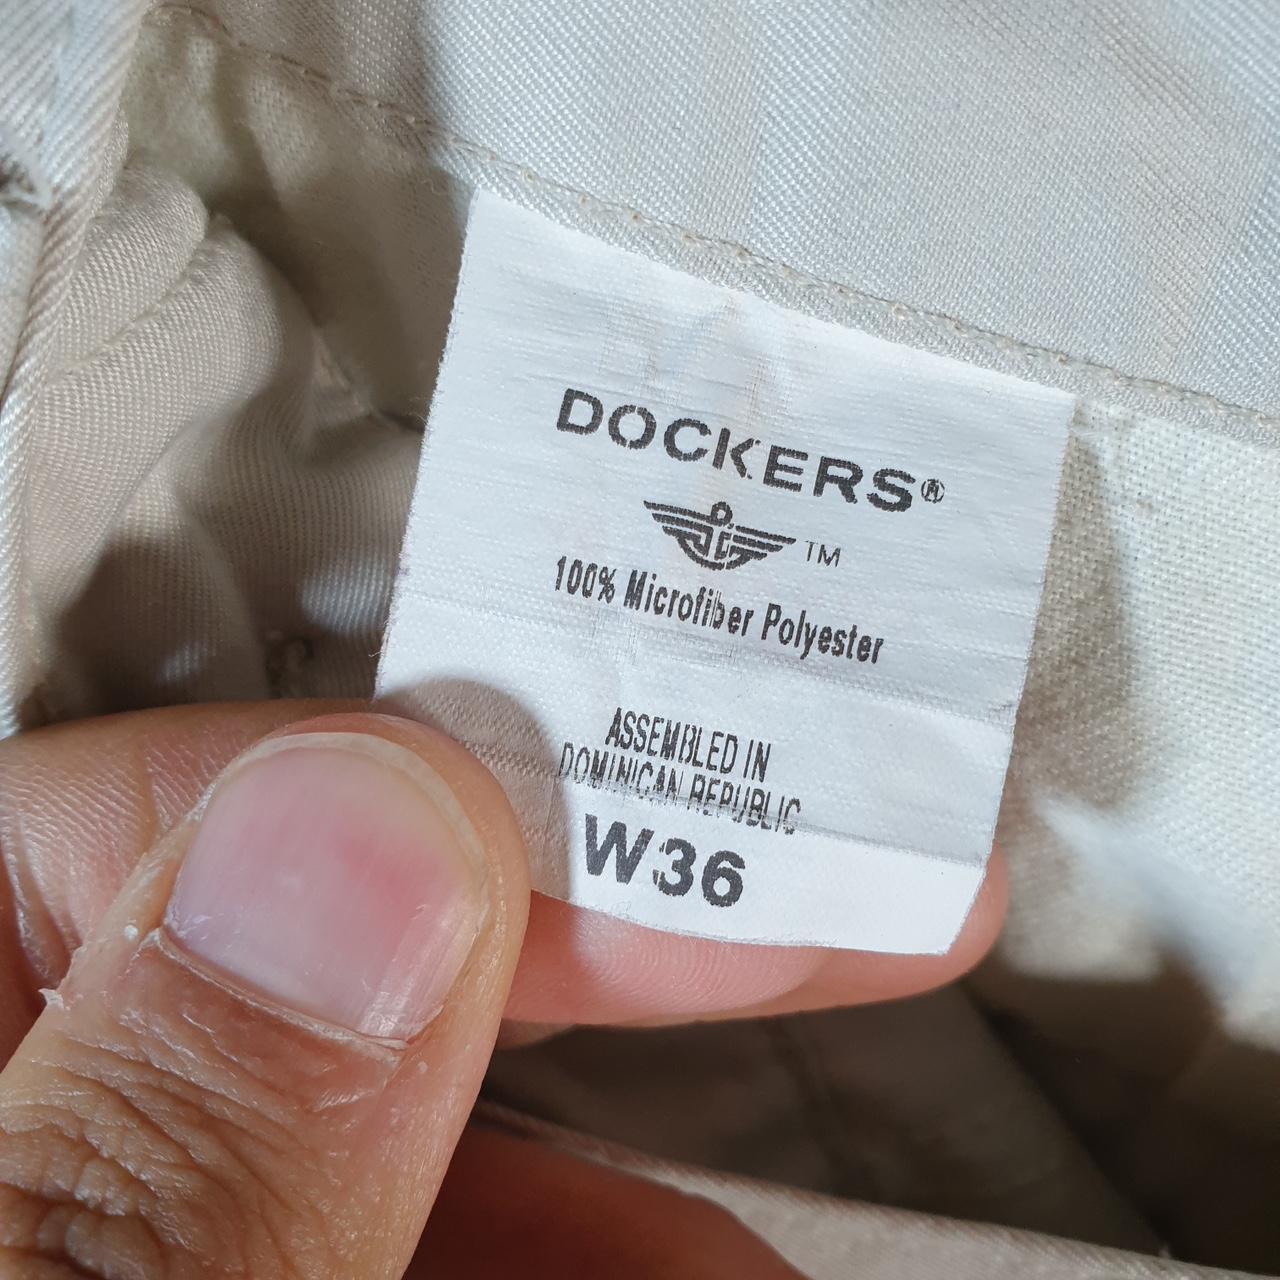 DOCKERS®
TM
100% Microfiber Polyester
ASSEMBLED IN
DOMINICAN REPUBLIC
W36